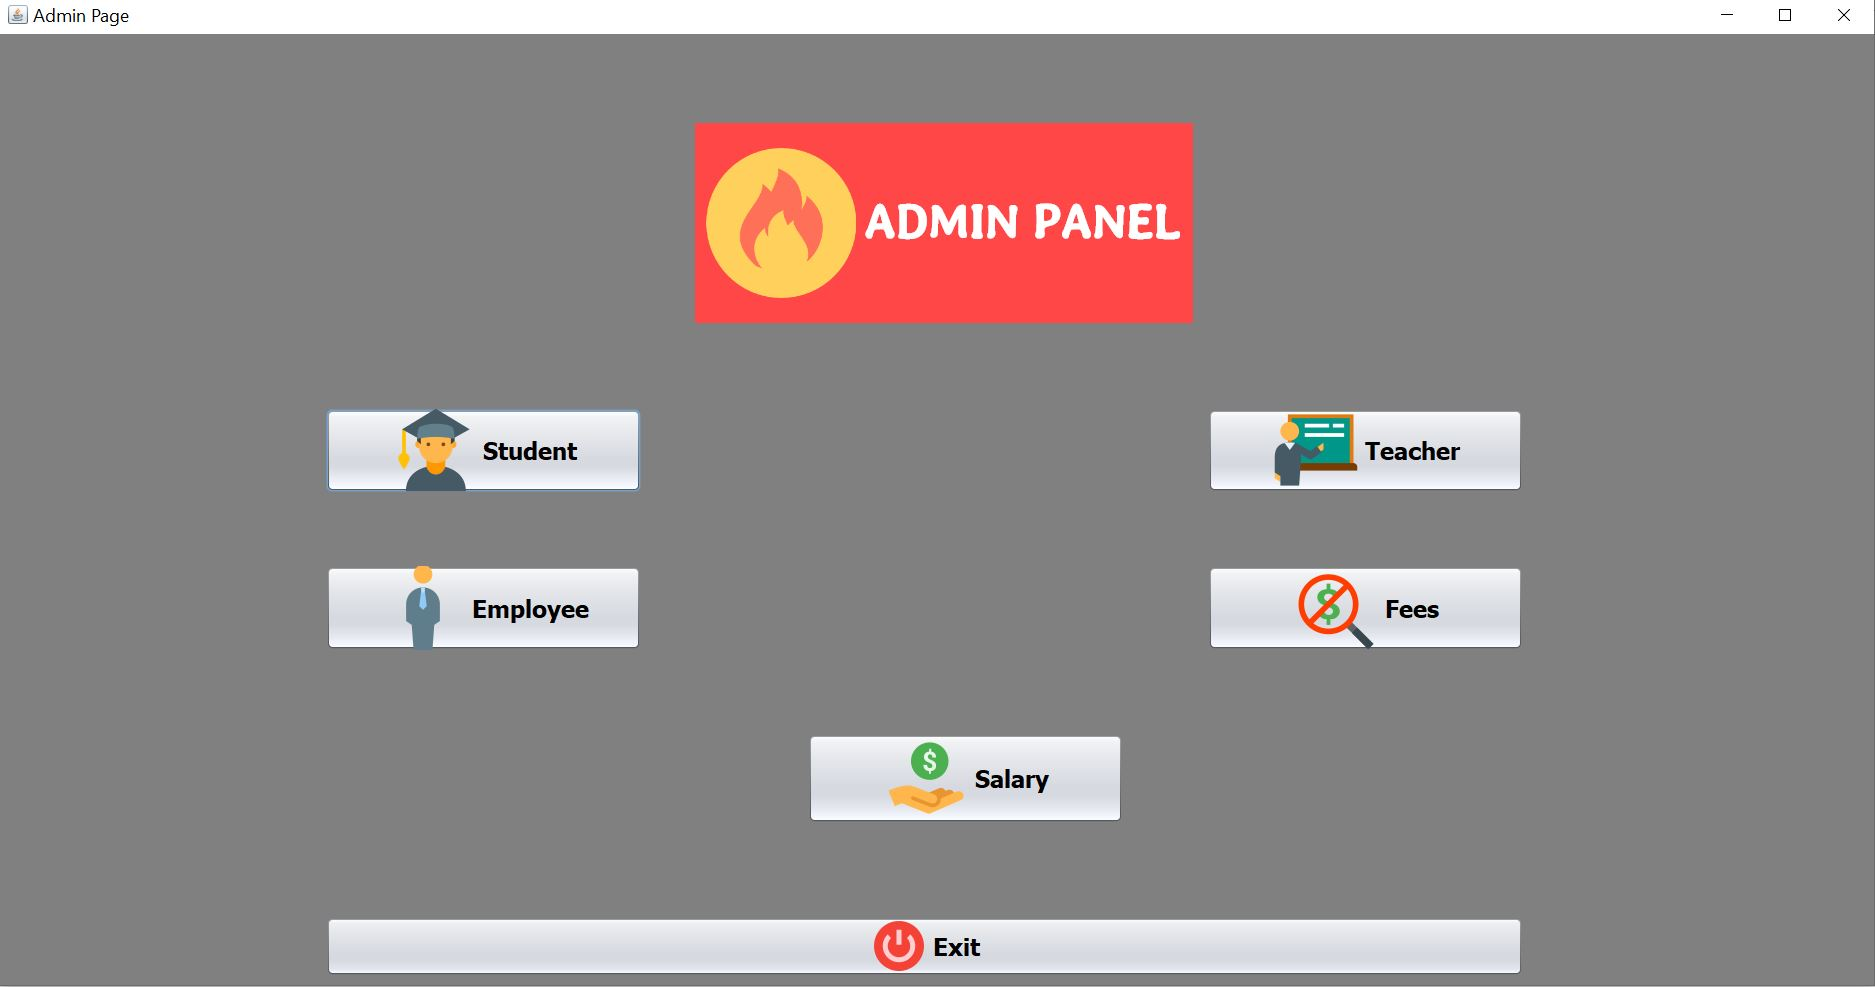 Admin Page
ADMIN PANEL
Student
Teacher
Employee
$
Fees
$
Salary
Exit